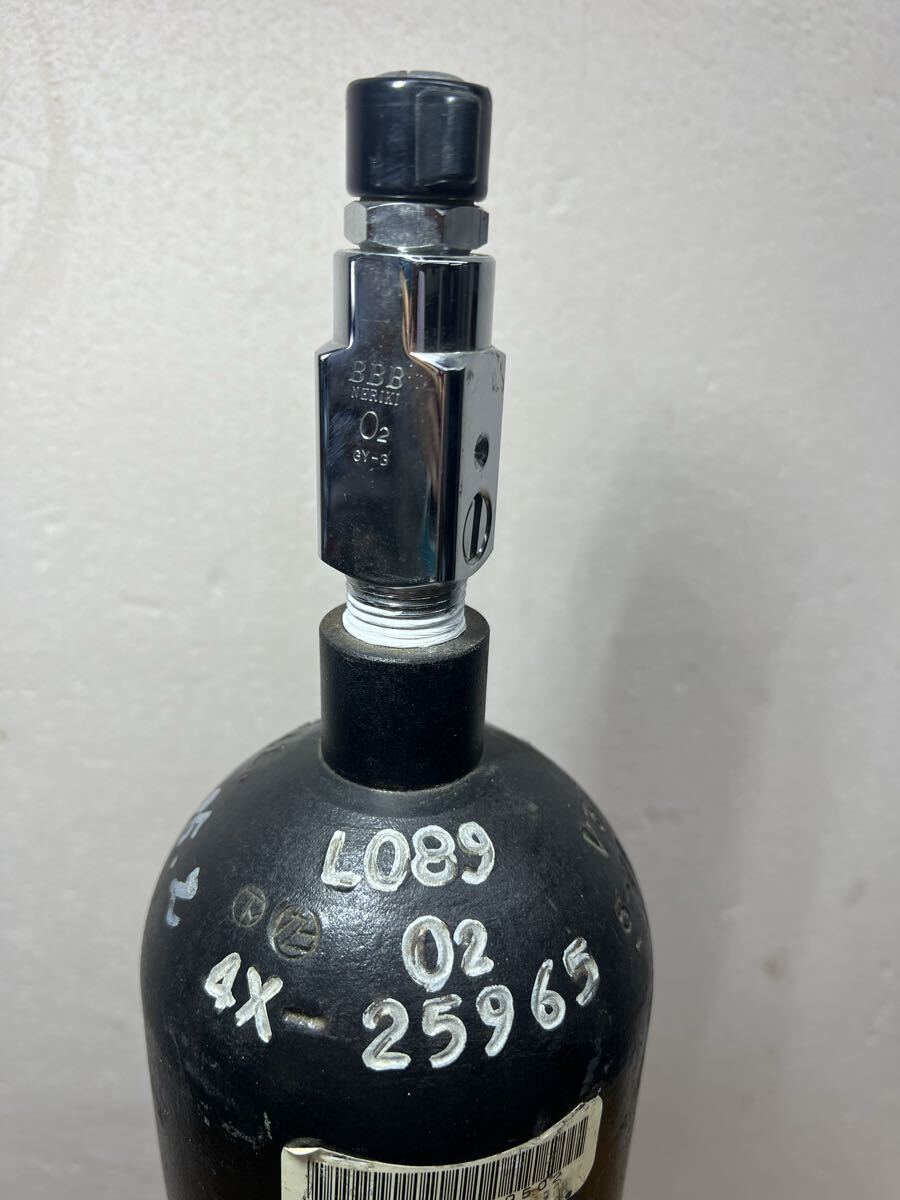 BBB
NERIKI
O2
GY-3
L089
O2
4X-25965